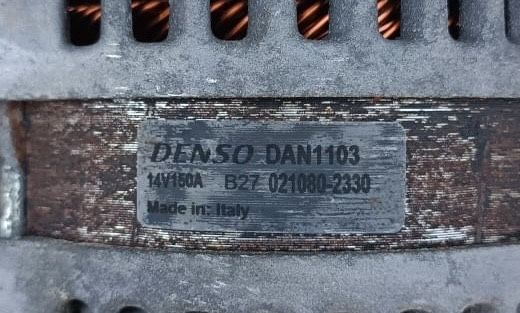 DENSO DAN1103
14V150A B27 021080-2330
Made in: Italy